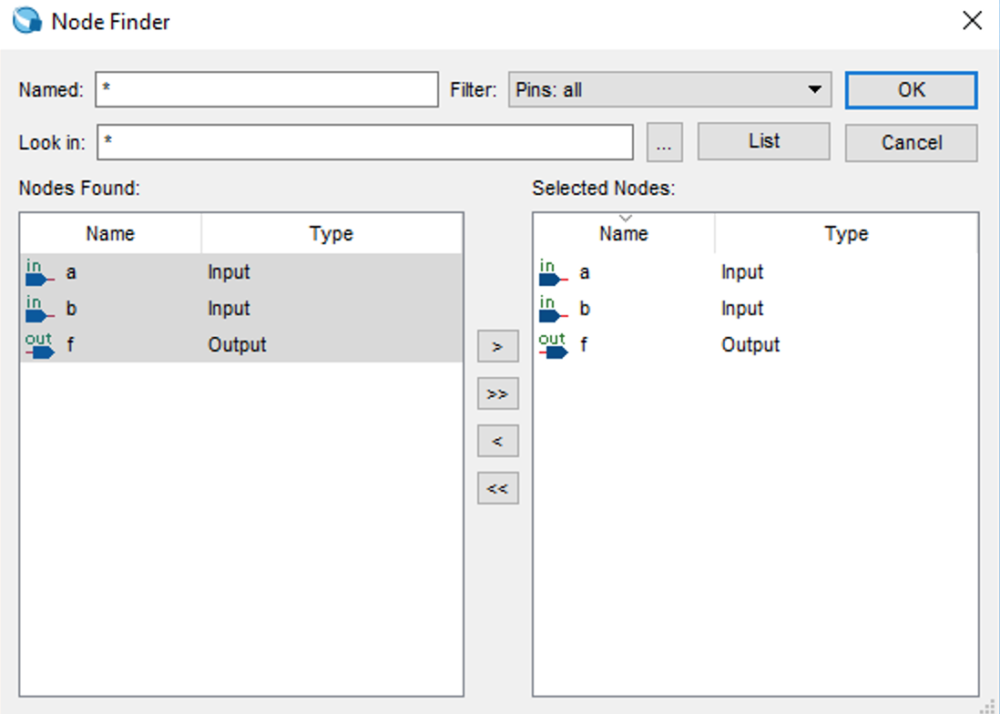 Node Finder
Named: * Filter: Pins: all OK
Look in: * ... List Cancel
Nodes Found: Selected Nodes:
Name Type Name Type
in a Input in a Input
in b Input in b Input
out f Output out f Output
>
>>
<
<<